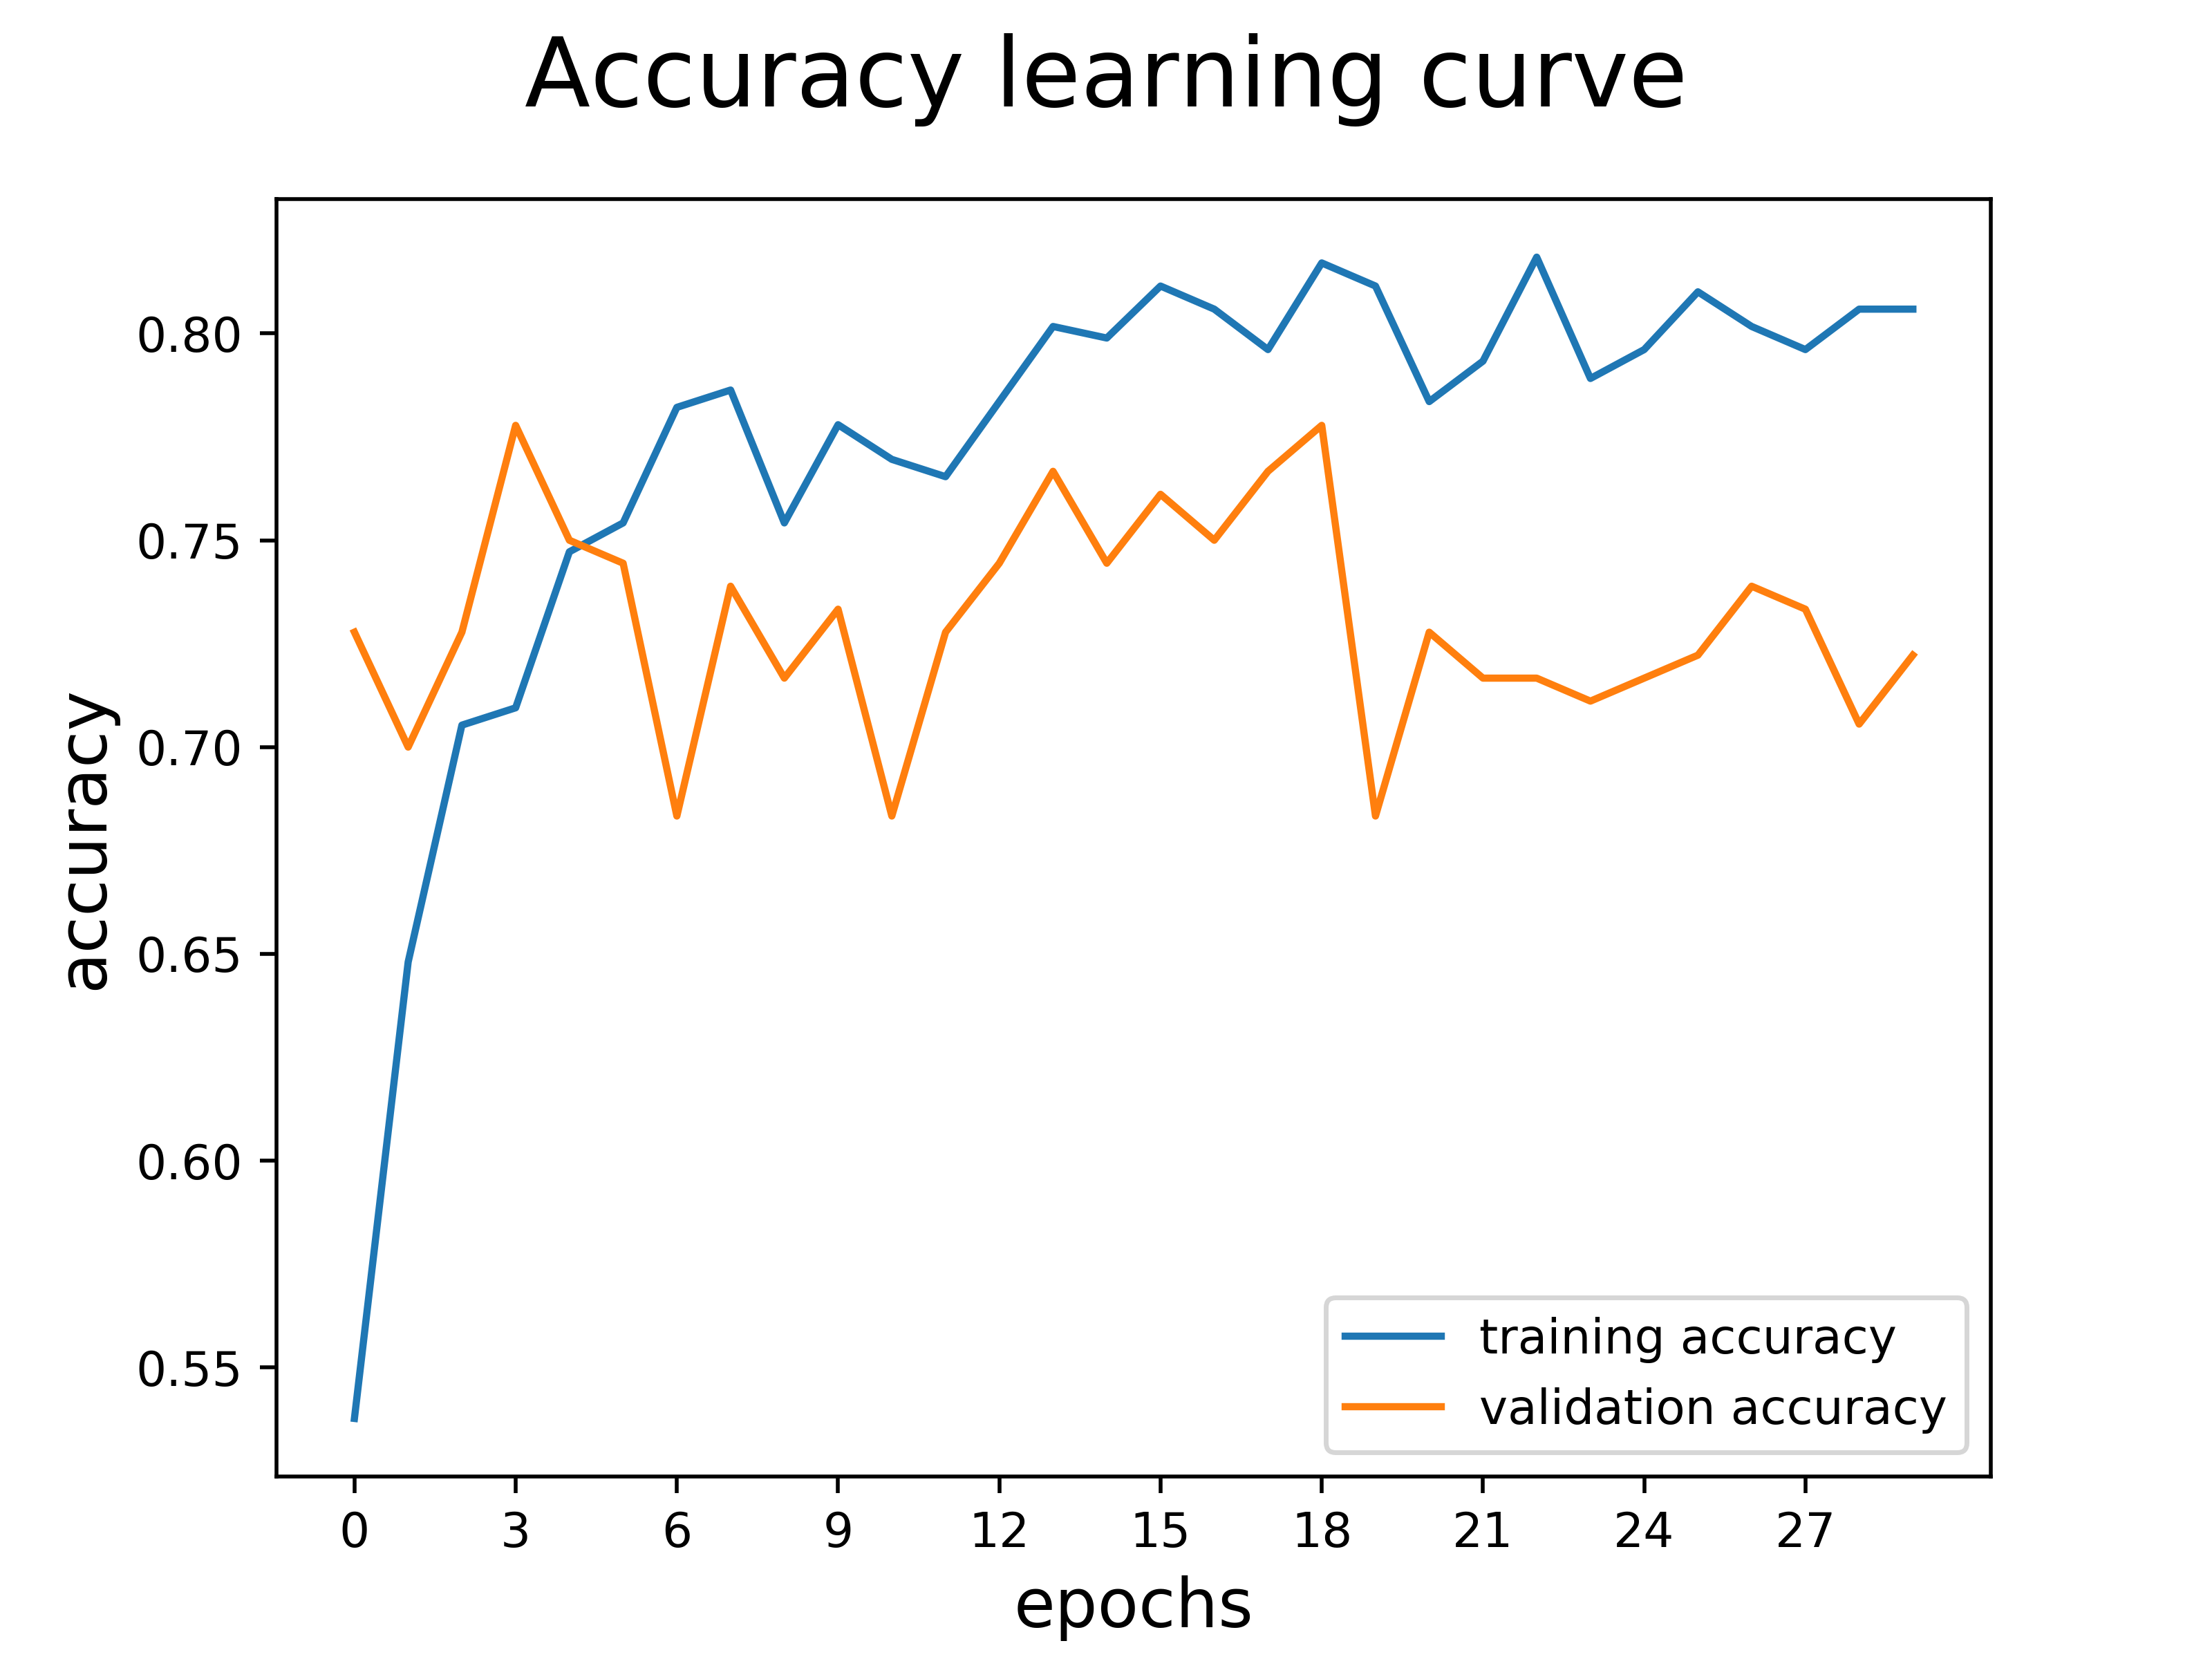 Accuracy learning curve
accuracy
0.80
0.75
0.70
0.65
0.60
0.55
training accuracy
validation accuracy
0 3 6 9 12 15 18 21 24 27
epochs